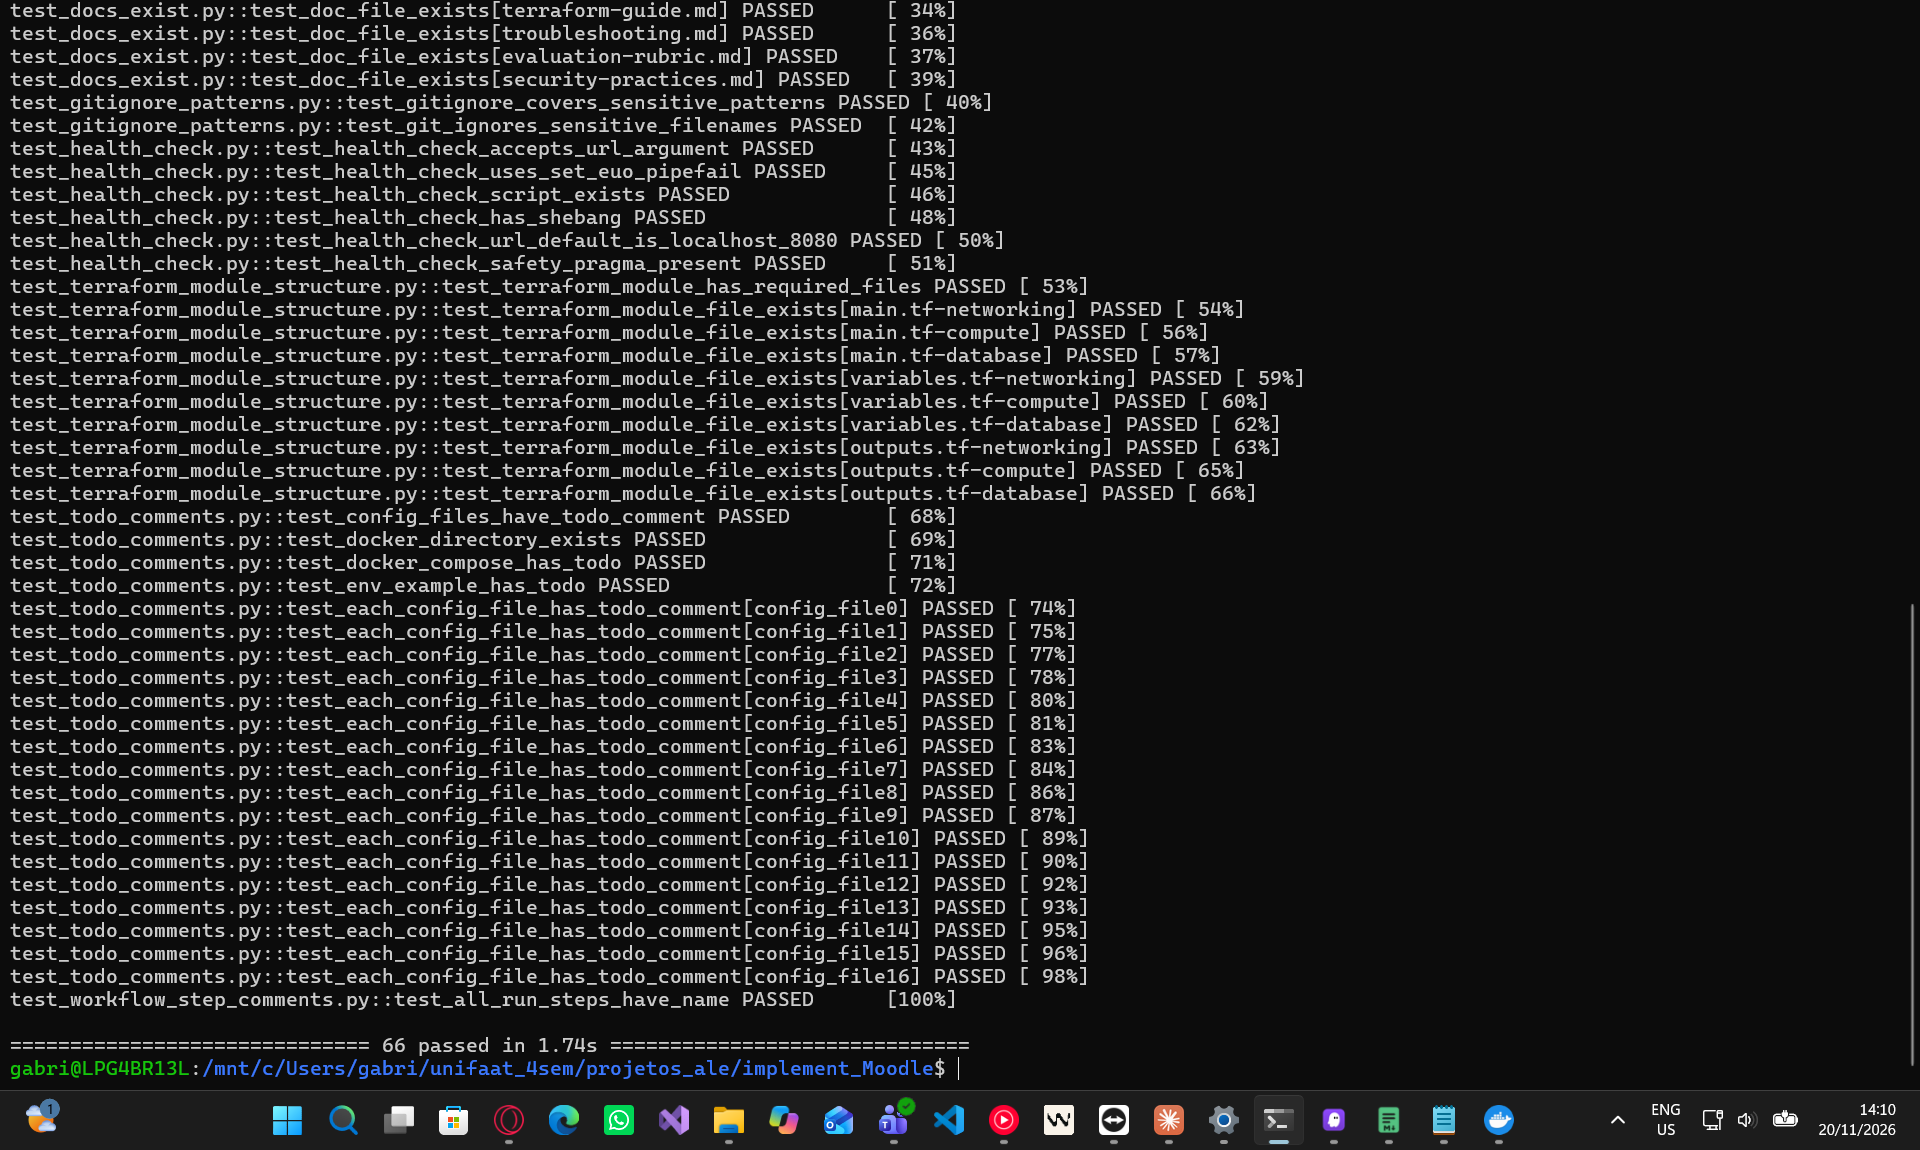 test_docs_exist.py::test_doc_file_exists[terraform-guide.md] PASSED      [ 34%]
test_docs_exist.py::test_doc_file_exists[troubleshooting.md] PASSED      [ 36%]
test_docs_exist.py::test_doc_file_exists[evaluation-rubric.md] PASSED    [ 37%]
test_docs_exist.py::test_doc_file_exists[security-practices.md] PASSED   [ 39%]
test_gitignore_patterns.py::test_gitignore_covers_sensitive_patterns PASSED [ 40%]
test_gitignore_patterns.py::test_git_ignores_sensitive_filenames PASSED  [ 42%]
test_health_check.py::test_health_check_accepts_url_argument PASSED      [ 43%]
test_health_check.py::test_health_check_uses_set_euo_pipefail PASSED     [ 45%]
test_health_check.py::test_health_check_script_exists PASSED             [ 46%]
test_health_check.py::test_health_check_has_shebang PASSED               [ 48%]
test_health_check.py::test_health_check_url_default_is_localhost_8080 PASSED [ 50%]
test_health_check.py::test_health_check_safety_pragma_present PASSED     [ 51%]
test_terraform_module_structure.py::test_terraform_module_has_required_files PASSED [ 53%]
test_terraform_module_structure.py::test_terraform_module_file_exists[main.tf-networking] PASSED [ 54%]
test_terraform_module_structure.py::test_terraform_module_file_exists[main.tf-compute] PASSED [ 56%]
test_terraform_module_structure.py::test_terraform_module_file_exists[main.tf-database] PASSED [ 57%]
test_terraform_module_structure.py::test_terraform_module_file_exists[variables.tf-networking] PASSED [ 59%]
test_terraform_module_structure.py::test_terraform_module_file_exists[variables.tf-compute] PASSED [ 60%]
test_terraform_module_structure.py::test_terraform_module_file_exists[variables.tf-database] PASSED [ 62%]
test_terraform_module_structure.py::test_terraform_module_file_exists[outputs.tf-networking] PASSED [ 63%]
test_terraform_module_structure.py::test_terraform_module_file_exists[outputs.tf-compute] PASSED [ 65%]
test_terraform_module_structure.py::test_terraform_module_file_exists[outputs.tf-database] PASSED [ 66%]
test_todo_comments.py::test_config_files_have_todo_comment PASSED        [ 68%]
test_todo_comments.py::test_docker_directory_exists PASSED               [ 69%]
test_todo_comments.py::test_docker_compose_has_todo PASSED               [ 71%]
test_todo_comments.py::test_env_example_has_todo PASSED                  [ 72%]
test_todo_comments.py::test_each_config_file_has_todo_comment[config_file0] PASSED [ 74%]
test_todo_comments.py::test_each_config_file_has_todo_comment[config_file1] PASSED [ 75%]
test_todo_comments.py::test_each_config_file_has_todo_comment[config_file2] PASSED [ 77%]
test_todo_comments.py::test_each_config_file_has_todo_comment[config_file3] PASSED [ 78%]
test_todo_comments.py::test_each_config_file_has_todo_comment[config_file4] PASSED [ 80%]
test_todo_comments.py::test_each_config_file_has_todo_comment[config_file5] PASSED [ 81%]
test_todo_comments.py::test_each_config_file_has_todo_comment[config_file6] PASSED [ 83%]
test_todo_comments.py::test_each_config_file_has_todo_comment[config_file7] PASSED [ 84%]
test_todo_comments.py::test_each_config_file_has_todo_comment[config_file8] PASSED [ 86%]
test_todo_comments.py::test_each_config_file_has_todo_comment[config_file9] PASSED [ 87%]
test_todo_comments.py::test_each_config_file_has_todo_comment[config_file10] PASSED [ 89%]
test_todo_comments.py::test_each_config_file_has_todo_comment[config_file11] PASSED [ 90%]
test_todo_comments.py::test_each_config_file_has_todo_comment[config_file12] PASSED [ 92%]
test_todo_comments.py::test_each_config_file_has_todo_comment[config_file13] PASSED [ 93%]
test_todo_comments.py::test_each_config_file_has_todo_comment[config_file14] PASSED [ 95%]
test_todo_comments.py::test_each_config_file_has_todo_comment[config_file15] PASSED [ 96%]
test_todo_comments.py::test_each_config_file_has_todo_comment[config_file16] PASSED [ 98%]
test_workflow_step_comments.py::test_all_run_steps_have_name PASSED      [100%]
============================== 66 passed in 1.74s ==============================
gabri@LPG4BR13L:/mnt/c/Users/gabri/unifaat_4sem/projetos_ale/implement_Moodle$
1
ENG
US
14:10
20/11/2026